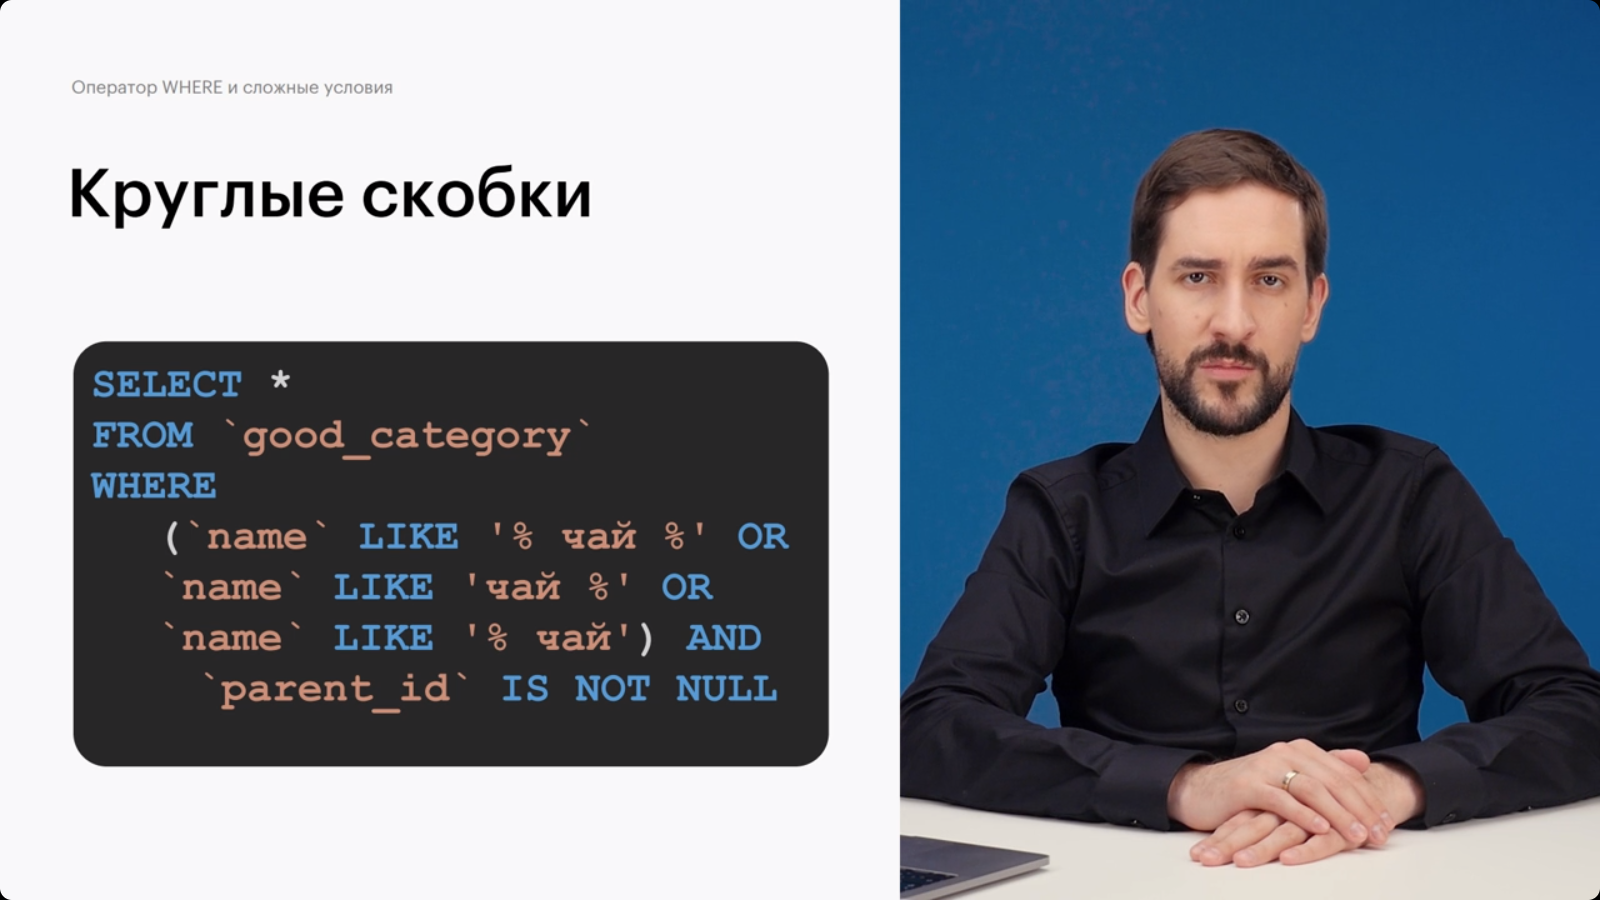 Оператор WHERE и сложные условия
Круглые скобки
SELECT *
FROM `good_category`
WHERE
(`name` LIKE '% чай %' OR
`name` LIKE 'чай %' OR
`name` LIKE '% чай') AND
`parent_id` IS NOT NULL